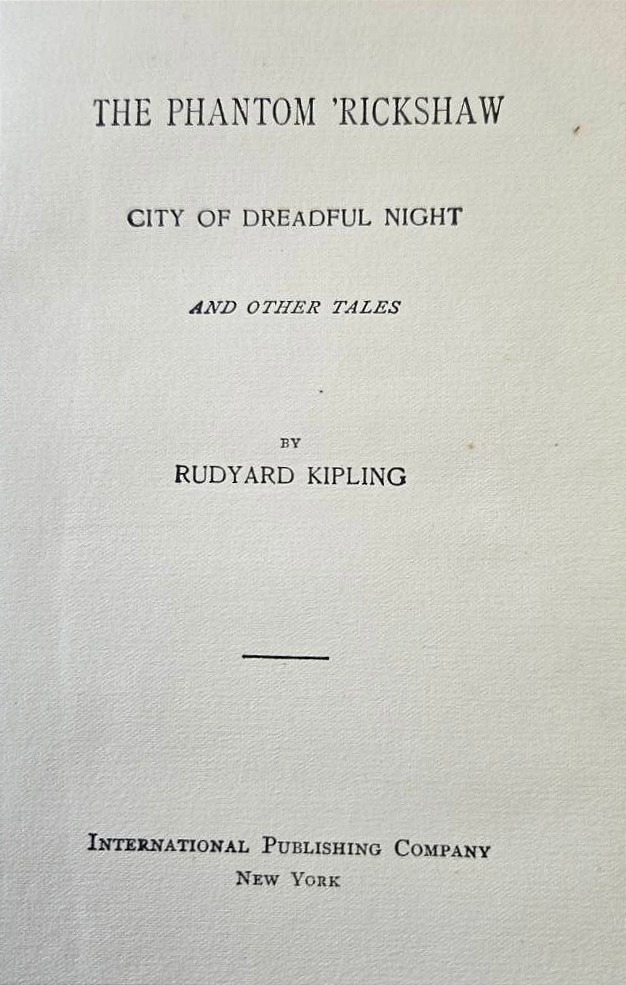 THE PHANTOM 'RICKSHAW
CITY OF DREADFUL NIGHT
AND OTHER TALES
BY
RUDYARD KIPLING
INTERNATIONAL PUBLISHING COMPANY
NEW YORK